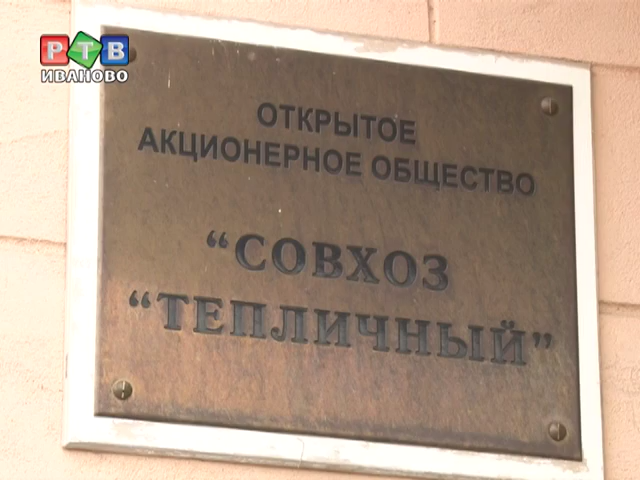 РТВ
ИВАНОВО
ОТКРЫТОЕ
АКЦИОНЕРНОЕ ОБЩЕСТВО
“СОВХОЗ
“ТЕПЛИЧНЫЙ”